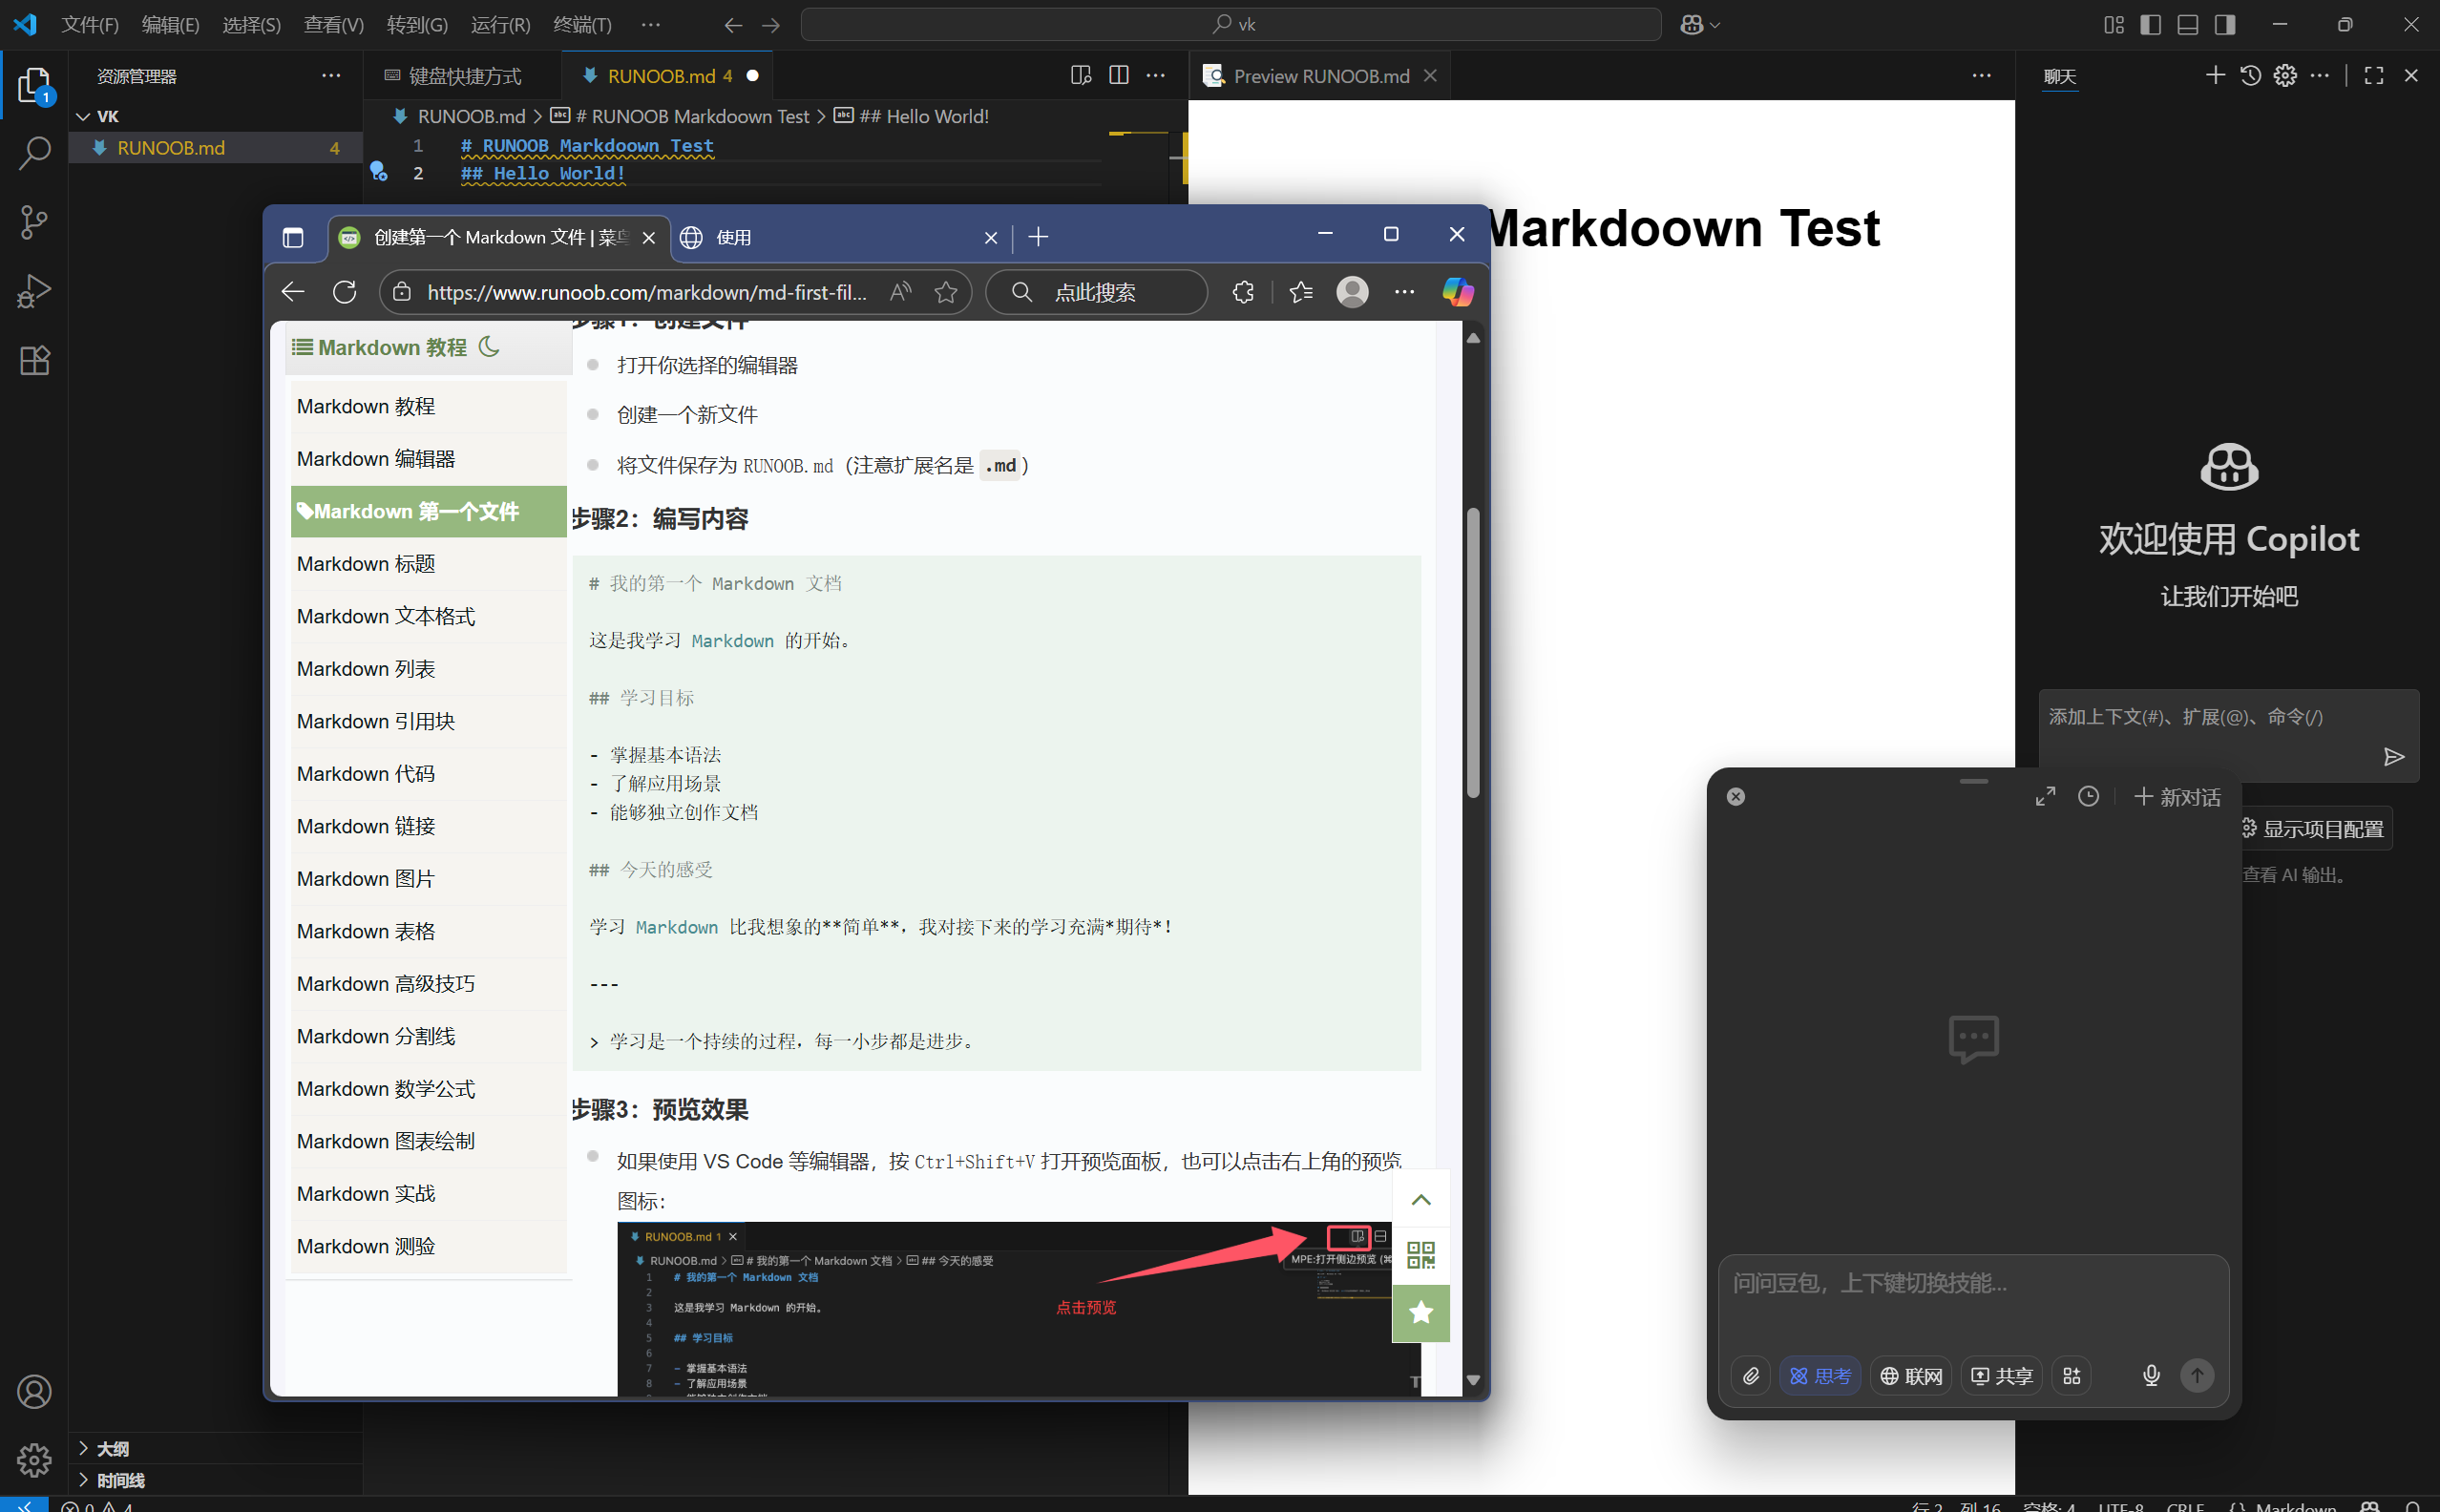 文件(F) 编辑(E) 选择(S) 查看(V) 转到(G) 运行(R) 终端(T) ··· vk
资源管理器
VK
RUNOOB.md 4
1
键盘快捷方式
RUNOOB.md 4
RUNOOB.md > # RUNOOB Markdoown Test > ## Hello World!
1 # RUNOOB Markdoown Test
2 ## Hello World!
Preview RUNOOB.md
Markdoown Test
创建第一个 Markdown 文件 | 菜鸟
使用
https://www.runoob.com/markdown/md-first-fil...
点此搜索
Markdown 教程
Markdown 教程
Markdown 编辑器
Markdown 第一个文件
Markdown 标题
Markdown 文本格式
Markdown 列表
Markdown 引用块
Markdown 代码
Markdown 链接
Markdown 图片
Markdown 表格
Markdown 高级技巧
Markdown 分割线
Markdown 数学公式
Markdown 图表绘制
Markdown 实战
Markdown 测验
步骤1：创建文件
打开你选择的编辑器
创建一个新文件
将文件保存为 RUNOOB.md（注意扩展名是 .md）
步骤2：编写内容
# 我的第一个 Markdown 文档
这是我学习 Markdown 的开始。
## 学习目标
- 掌握基本语法
- 了解应用场景
- 能够独立创作文档
## 今天的感受
学习 Markdown 比我想象的**简单**，我对接下来的学习充满*期待*！
---
> 学习是一个持续的过程，每一小步都是进步。
步骤3：预览效果
如果使用 VS Code 等编辑器，按 Ctrl+Shift+V 打开预览面板，也可以点击右上角的预览
图标：
RUNOOB.md 1
RUNOOB.md > # 我的第一个 Markdown 文档 > ## 今天的感受
MPE:打开侧边预览 (⌘
1 # 我的第一个 Markdown 文档
2
3 这是我学习 Markdown 的开始。
点击预览
4
5 ## 学习目标
6
7 - 掌握基本语法
8 - 了解应用场景
聊天
欢迎使用 Copilot
让我们开始吧
添加上下文(#)、扩展(@)、命令(/)
显示项目配置
查看 AI 输出。
新对话
问问豆包，上下键切换技能...
思考 联网 共享
大纲
时间线
0 4
行 2，列 16 空格: 4 UTF-8 CRLF {} Markdown